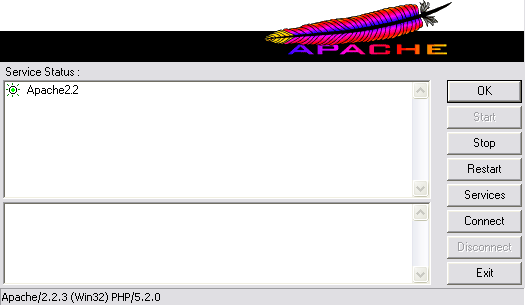 APACHE
Service Status :
Apache2.2
OK
Start
Stop
Restart
Services
Connect
Disconnect
Exit
Apache/2.2.3 (Win32) PHP/5.2.0